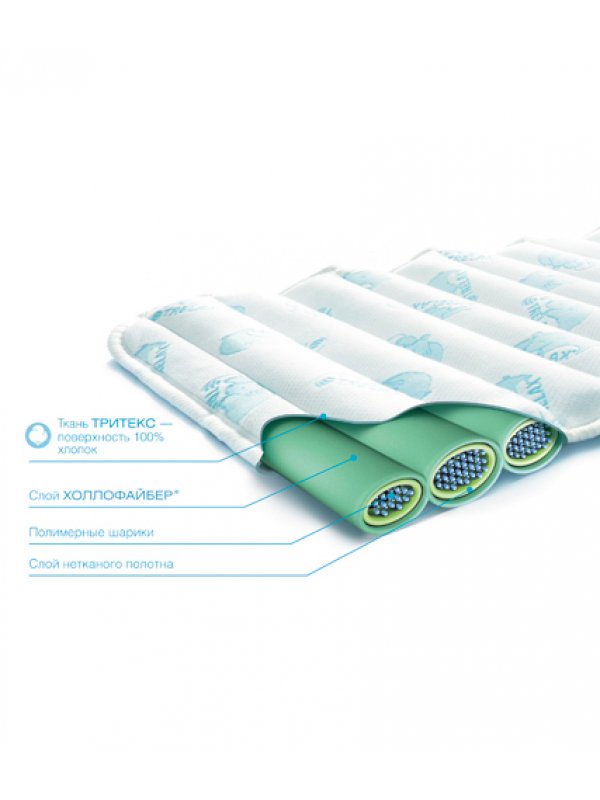 Ткань ТРИТЕКС —
поверхность 100%
хлопок
Слой ХОЛЛОФАЙБЕР®
Полимерные шарики
Слой нетканого полотна